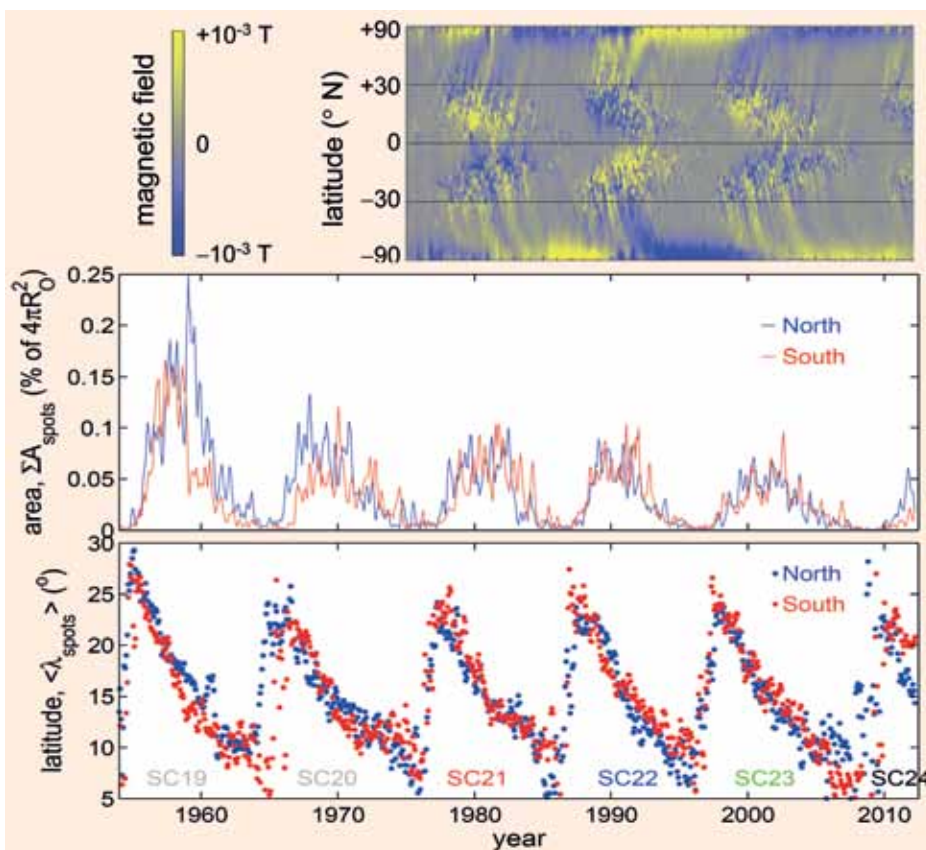 +10⁻³ T
0
−10⁻³ T
magnetic field
+90
+30
0
−30
−90
latitude (° N)
0.25
0.2
0.15
0.1
0.05
0
area, ΣA_spots (% of 4πR_O²)
North
South
30
25
20
15
10
5
latitude, <λ_spots> (°)
North
South
SC19 SC20 SC21 SC22 SC23 SC24
1960 1970 1980 1990 2000 2010
year